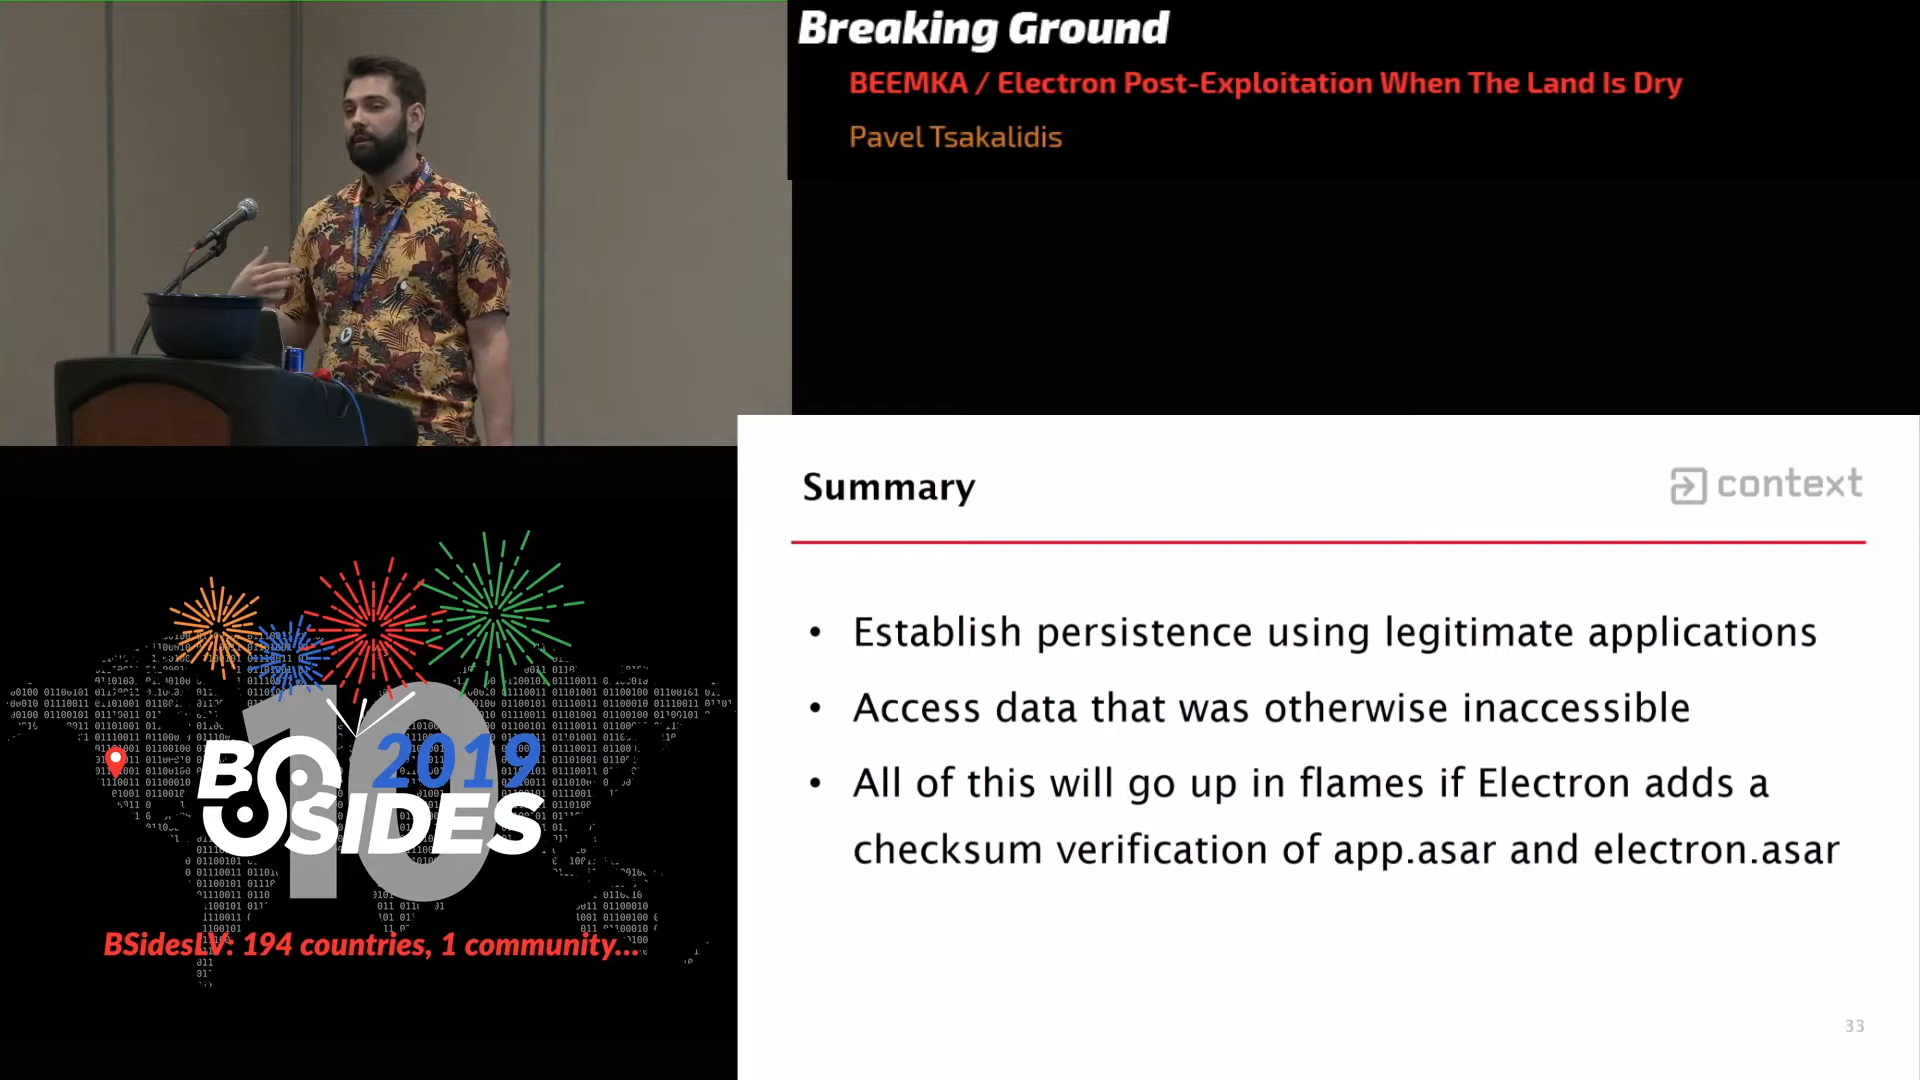 Breaking Ground
BEEMKA / Electron Post-Exploitation When The Land Is Dry
Pavel Tsakalidis
Summary
context
• Establish persistence using legitimate applications
• Access data that was otherwise inaccessible
• All of this will go up in flames if Electron adds a
checksum verification of app.asar and electron.asar
33
10
2019
BSIDES
BSidesLV: 194 countries, 1 community...